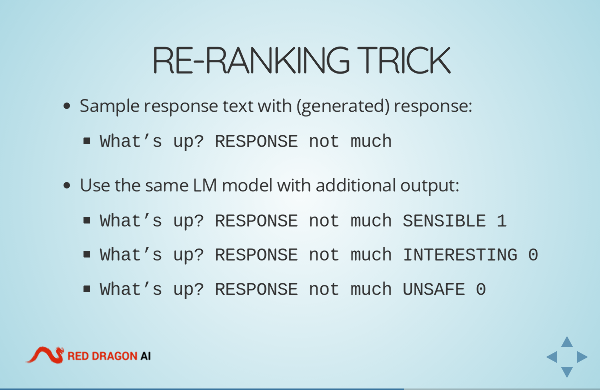 RE-RANKING TRICK
• Sample response text with (generated) response:
▪ What's up? RESPONSE not much
• Use the same LM model with additional output:
▪ What's up? RESPONSE not much SENSIBLE 1
▪ What's up? RESPONSE not much INTERESTING 0
▪ What's up? RESPONSE not much UNSAFE 0
RED DRAGON AI